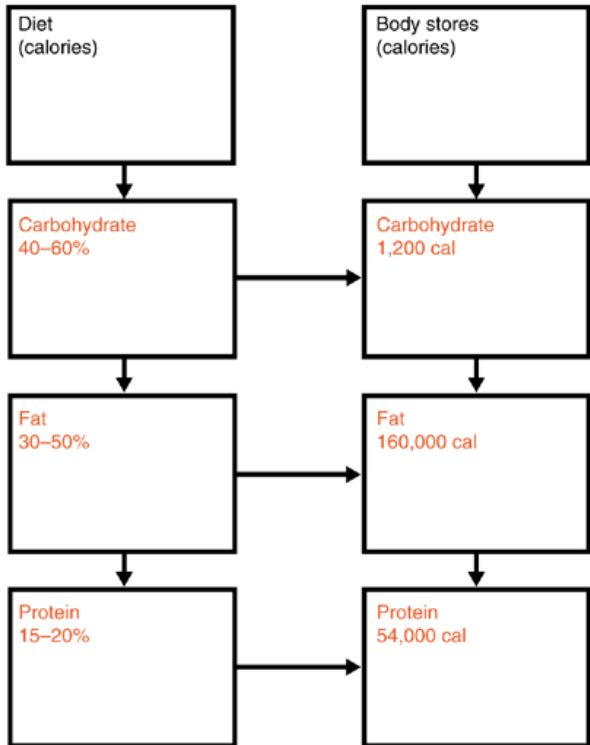 Diet
(calories)
Body stores
(calories)
Carbohydrate
40–60%
Carbohydrate
1,200 cal
Fat
30–50%
Fat
160,000 cal
Protein
15–20%
Protein
54,000 cal